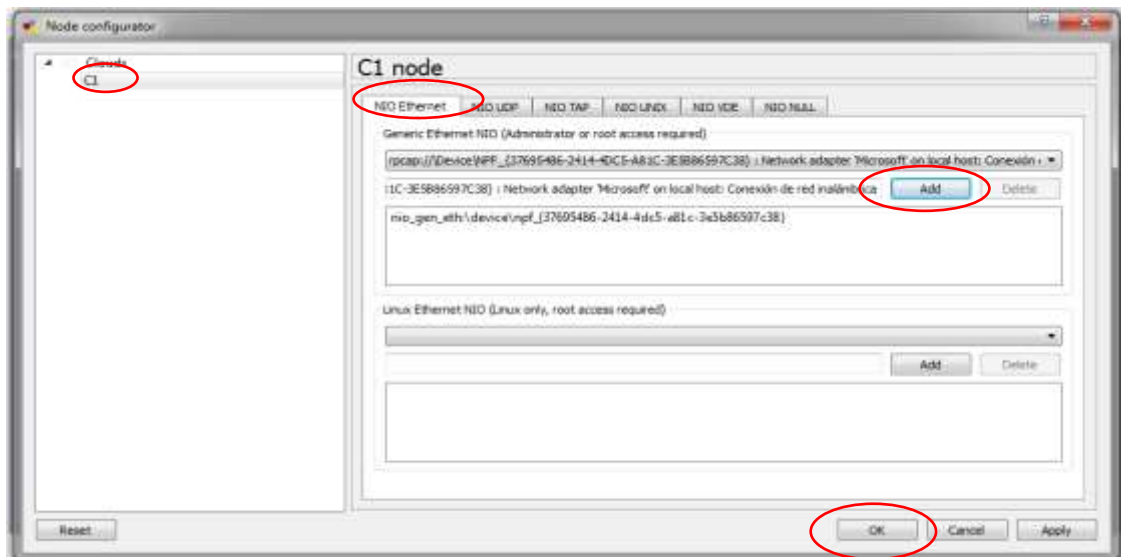 Node configurator
Clouds
C1
C1 node
NIO Ethernet NIO UDP NIO TAP NIO UNIX NIO VDE NIO NULL
Generic Ethernet NIO (Administrator or root access required)
rpcap://\Device\NPF_{37695486-2414-4DC5-A81C-3E5B86597C38} : Network adapter 'Microsoft' on local host: Conexión
1C-3E5B86597C38} : Network adapter 'Microsoft' on local host: Conexión de red inalámbrica Add Delete
nio_gen_eth:\device\npf_{37695486-2414-4dc5-a81c-3e5b86597c38}
Linux Ethernet NIO (Linux only, root access required)
Add Delete
Reset OK Cancel Apply